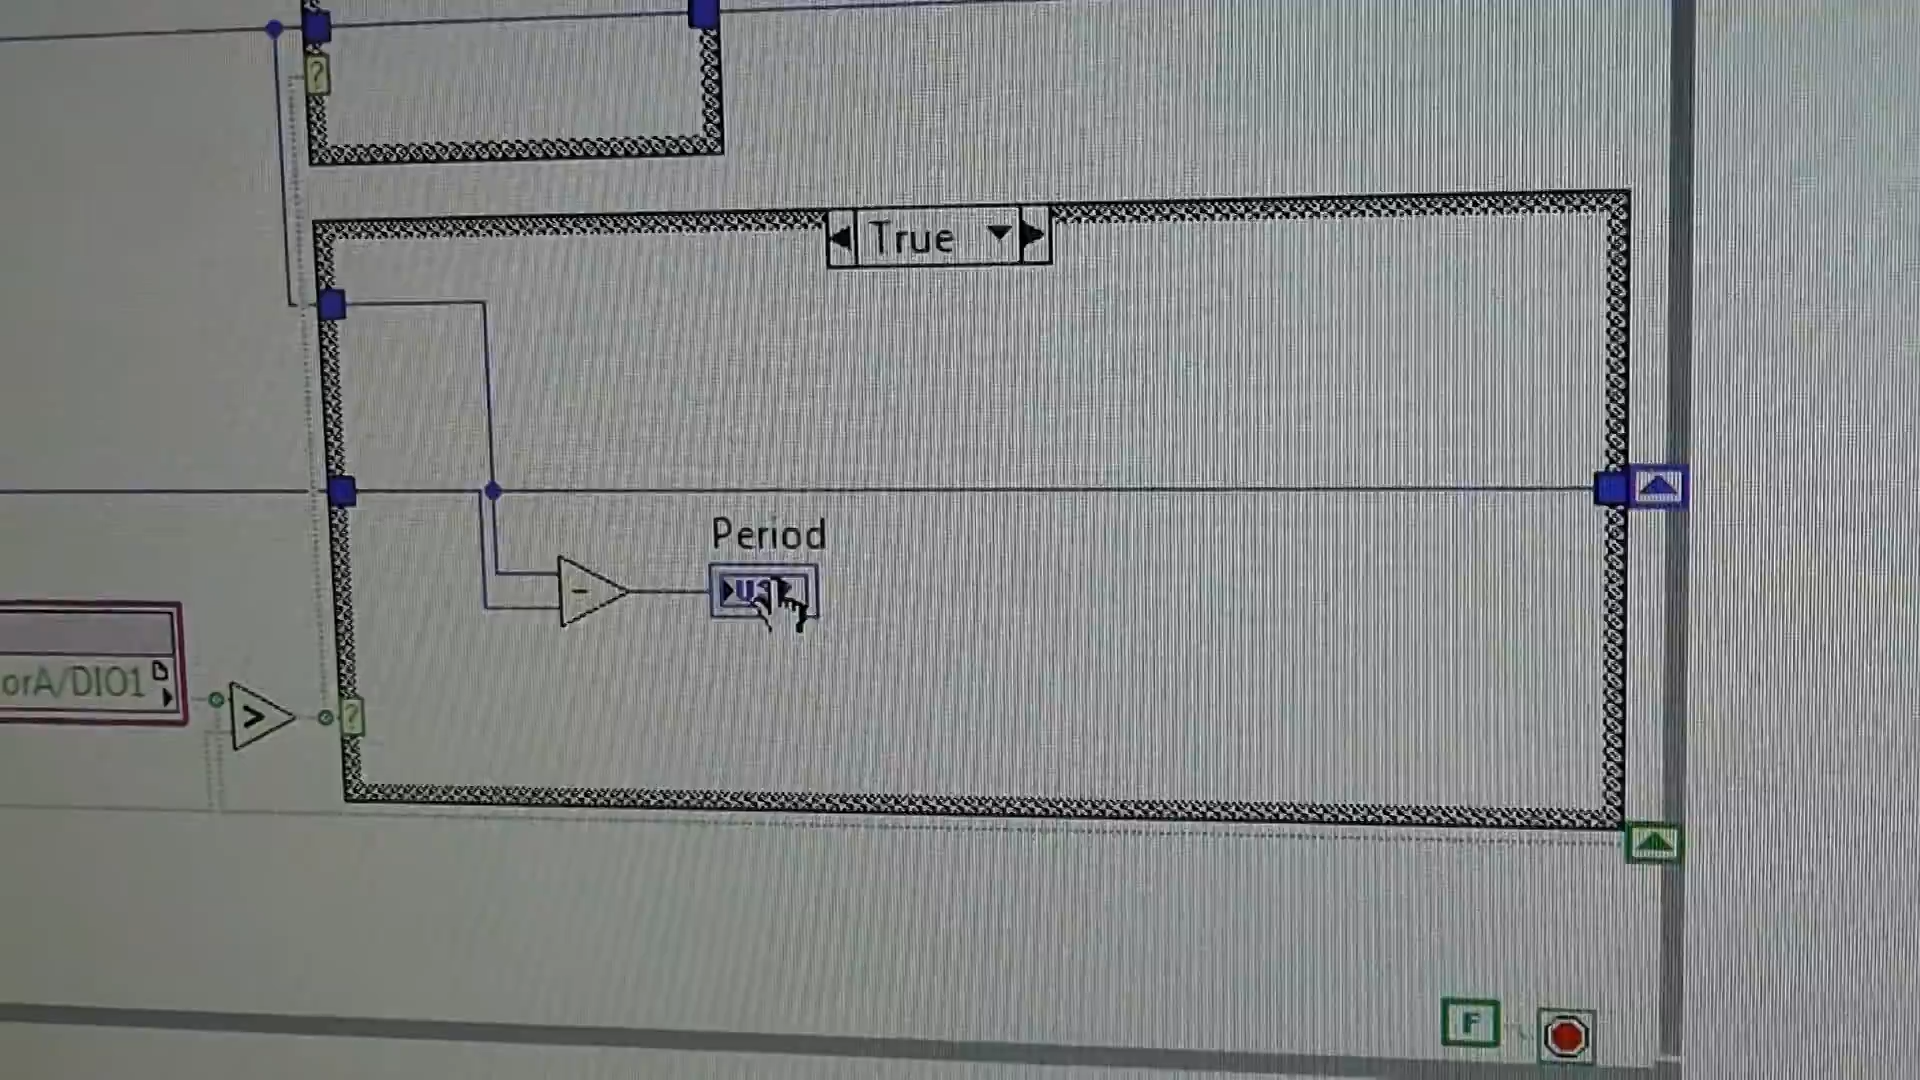 ?
True
Period
-
orA/DIO1
>
?
F